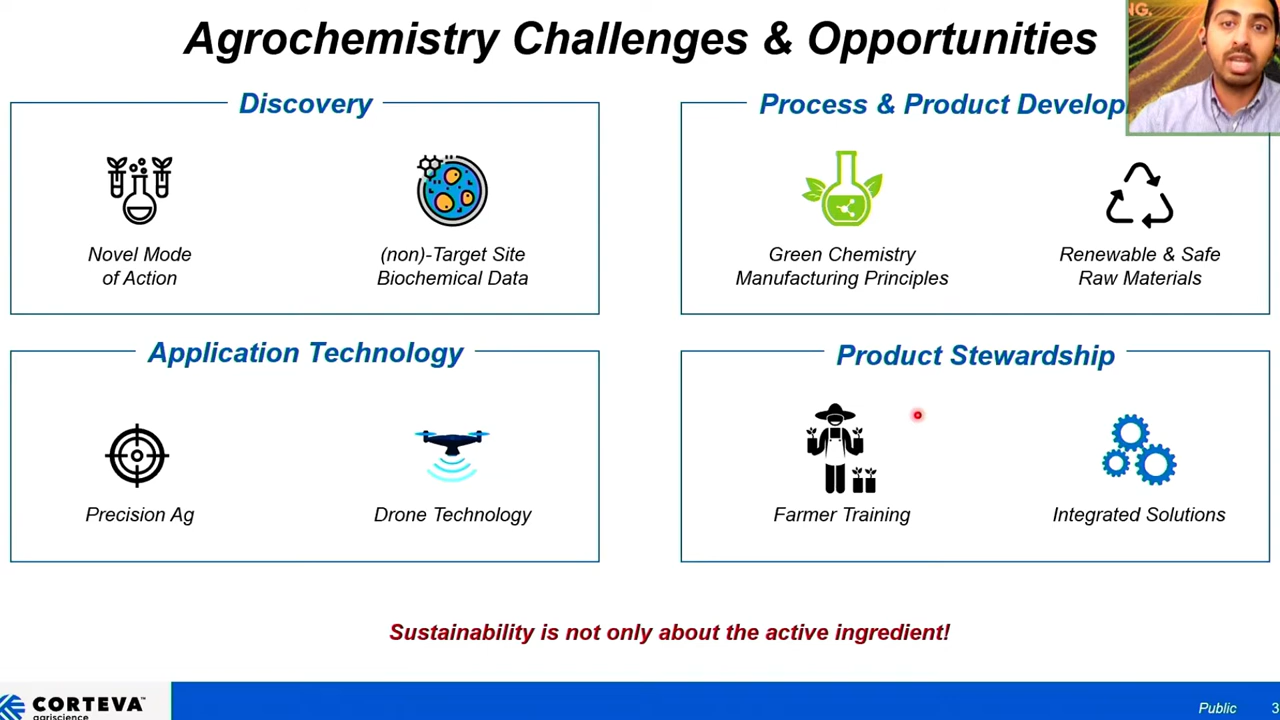 Agrochemistry Challenges & Opportunities
Discovery
Novel Mode
of Action
(non)-Target Site
Biochemical Data
Process & Product Develop
Green Chemistry
Manufacturing Principles
Renewable & Safe
Raw Materials
Application Technology
Precision Ag
Drone Technology
Product Stewardship
Farmer Training
Integrated Solutions
Sustainability is not only about the active ingredient!
CORTEVA™
agriscience
Public 3